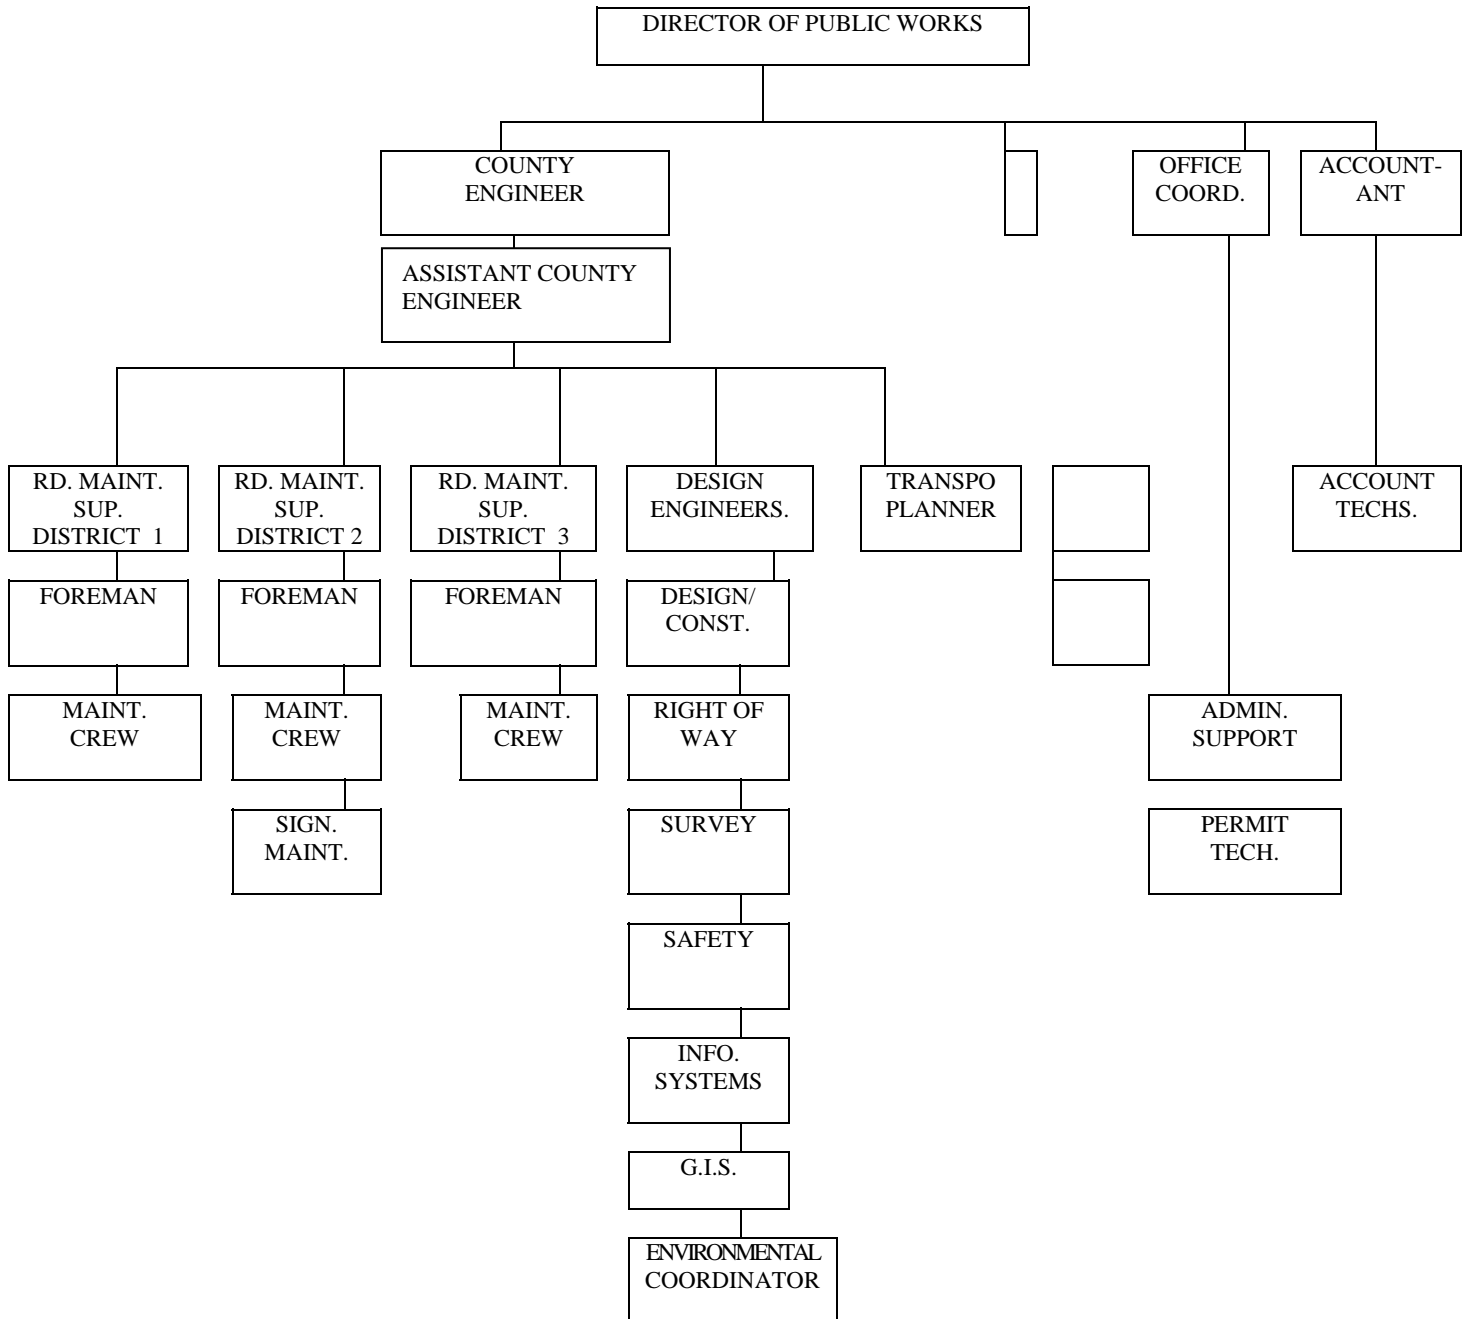 DIRECTOR OF PUBLIC WORKS
COUNTY
ENGINEER
OFFICE
COORD.
ACCOUNT-
ANT
ASSISTANT COUNTY
ENGINEER
RD. MAINT.
SUP.
DISTRICT 1
RD. MAINT.
SUP.
DISTRICT 2
RD. MAINT.
SUP.
DISTRICT 3
DESIGN
ENGINEERS.
TRANSPO
PLANNER
ACCOUNT
TECHS.
FOREMAN
FOREMAN
FOREMAN
DESIGN/
CONST.
MAINT.
CREW
MAINT.
CREW
MAINT.
CREW
RIGHT OF
WAY
ADMIN.
SUPPORT
SIGN.
MAINT.
SURVEY
PERMIT
TECH.
SAFETY
INFO.
SYSTEMS
G.I.S.
ENVIRONMENTAL
COORDINATOR